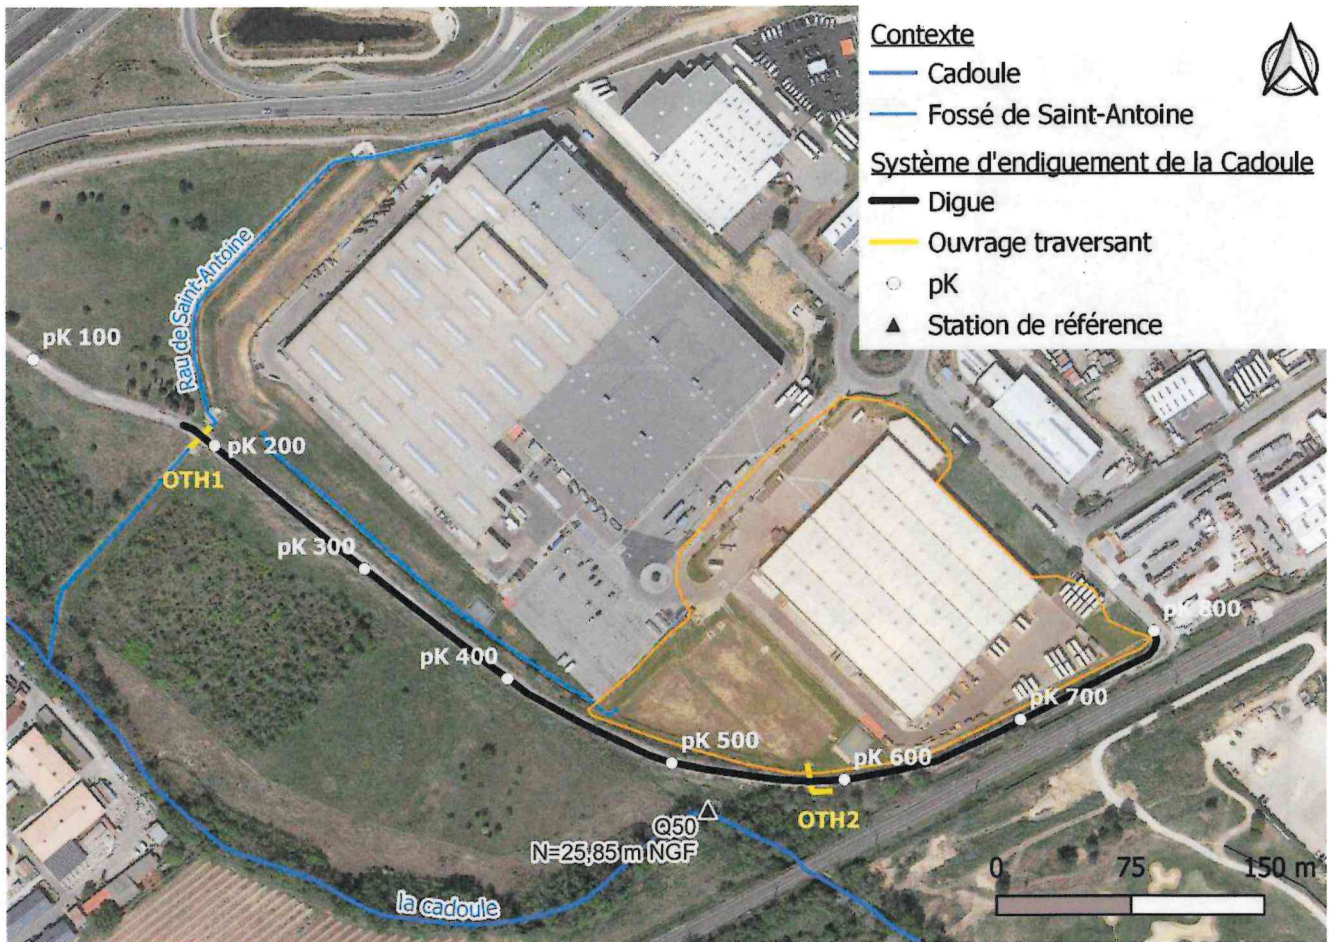 Contexte
Cadoule
Fossé de Saint-Antoine
Système d'endiguement de la Cadoule
Digue
Ouvrage traversant
pK
Station de référence
Rau de Saint-Antoine
pK 100
pK 200
OTH1
pK 300
pK 400
pK 500
pK 600
pK 700
pK 800
OTH2
Q50
N=25,85 m NGF
la cadoule
0 75 150 m